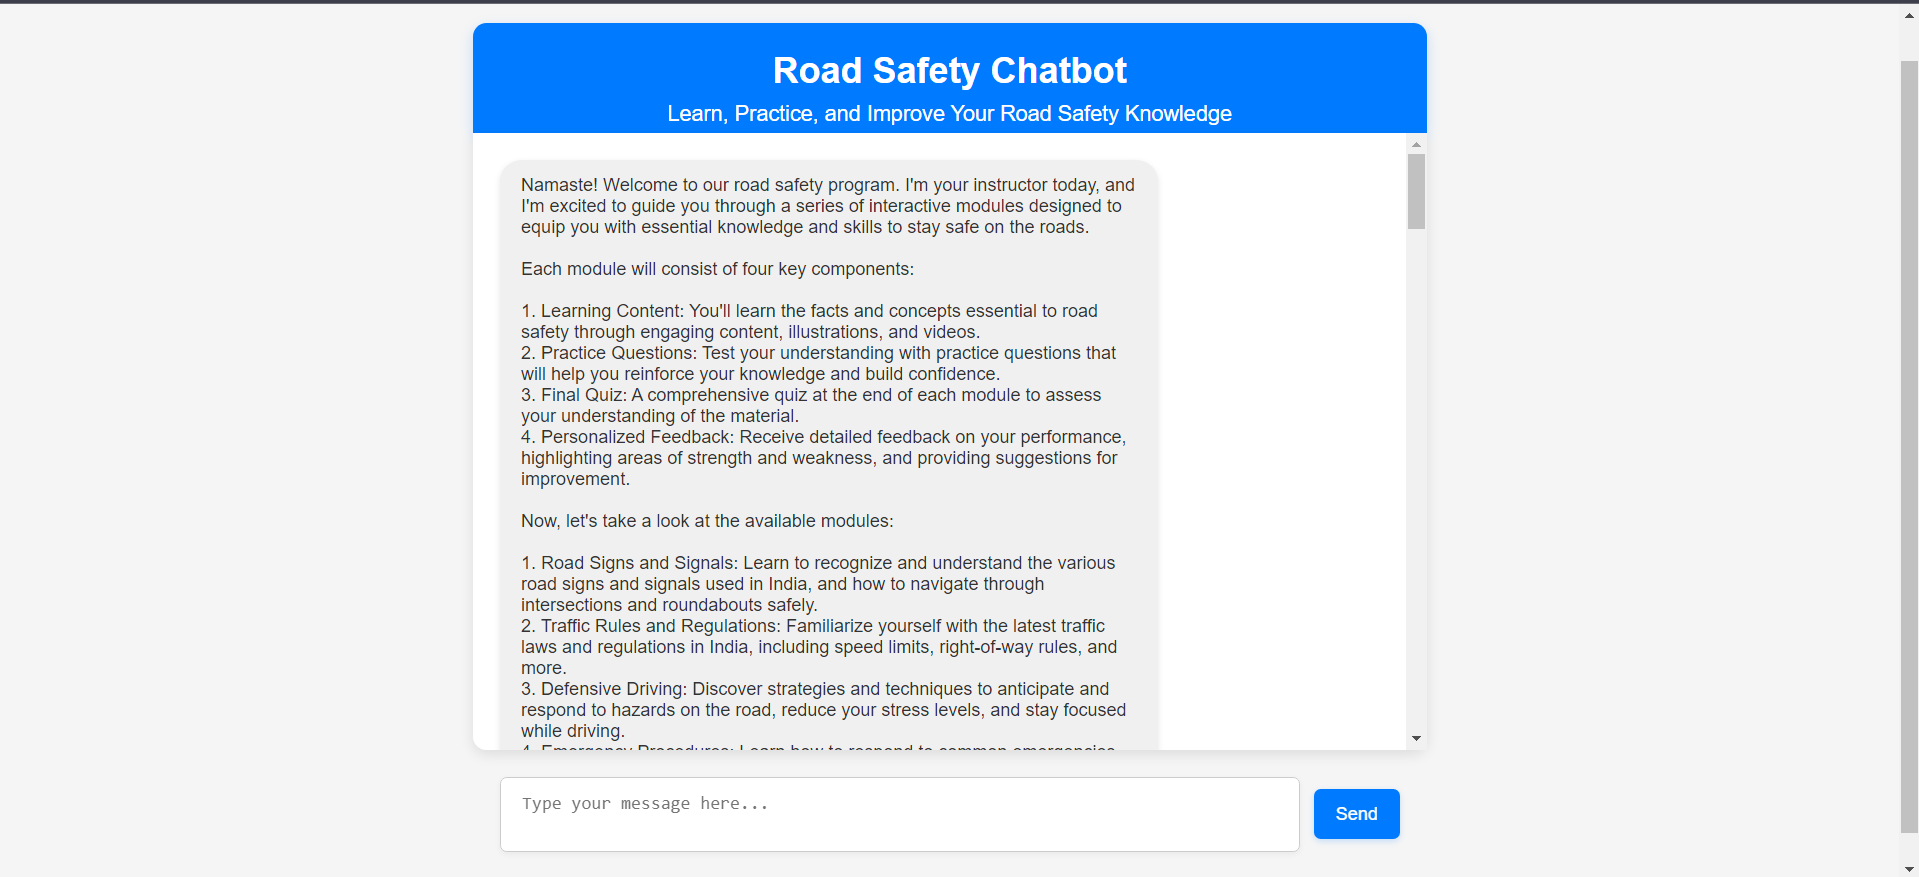 Road Safety Chatbot
Learn, Practice, and Improve Your Road Safety Knowledge
Namaste! Welcome to our road safety program. I'm your instructor today, and
I'm excited to guide you through a series of interactive modules designed to
equip you with essential knowledge and skills to stay safe on the roads.
Each module will consist of four key components:
1. Learning Content: You'll learn the facts and concepts essential to road
safety through engaging content, illustrations, and videos.
2. Practice Questions: Test your understanding with practice questions that
will help you reinforce your knowledge and build confidence.
3. Final Quiz: A comprehensive quiz at the end of each module to assess
your understanding of the material.
4. Personalized Feedback: Receive detailed feedback on your performance,
highlighting areas of strength and weakness, and providing suggestions for
improvement.
Now, let's take a look at the available modules:
1. Road Signs and Signals: Learn to recognize and understand the various
road signs and signals used in India, and how to navigate through
intersections and roundabouts safely.
2. Traffic Rules and Regulations: Familiarize yourself with the latest traffic
laws and regulations in India, including speed limits, right-of-way rules, and
more.
3. Defensive Driving: Discover strategies and techniques to anticipate and
respond to hazards on the road, reduce your stress levels, and stay focused
while driving.
4. Emergency Procedures: Learn how to respond to common emergencies
Type your message here...
Send